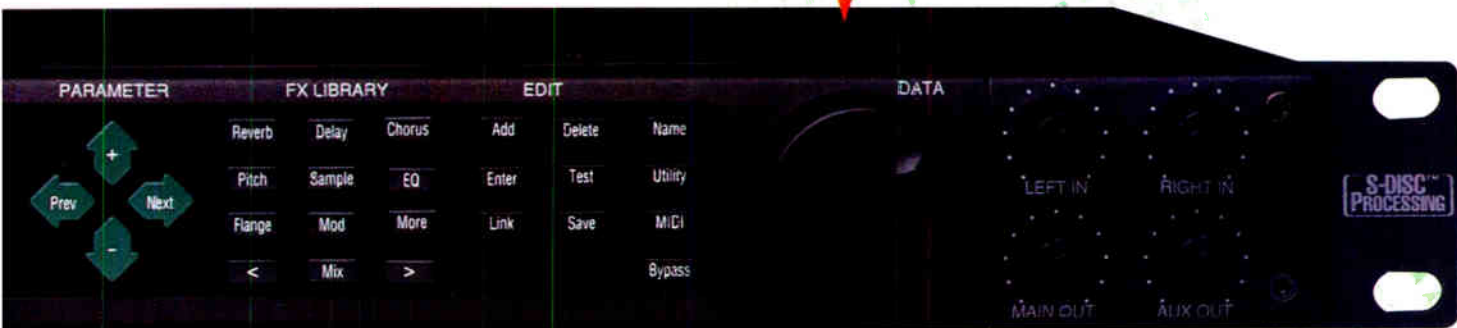 PARAMETER FX LIBRARY EDIT DATA
Reverb Delay Chorus Add Delete Name
+
Pitch Sample EQ Enter Test Utility
LEFT IN RIGHT IN
S-DISC™
PROCESSING
Prev Next
Flange Mod More Link Save MIDI
-
< Mix > Bypass
MAIN OUT AUX OUT